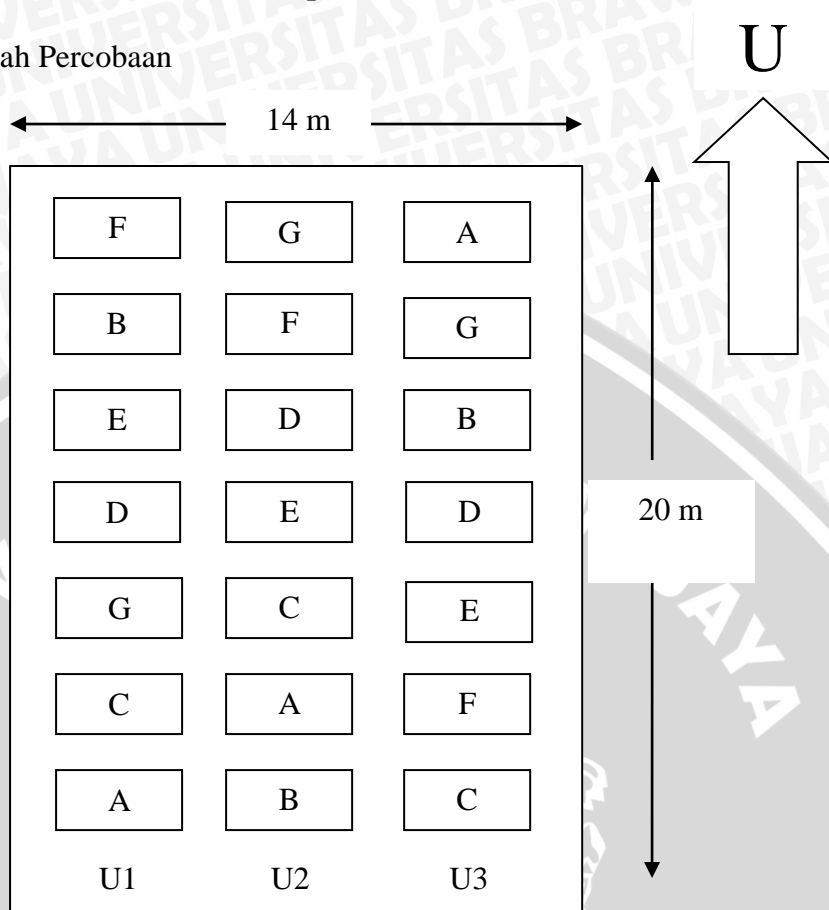 ah Percobaan
U
14 m
F G A
B F G
E D B
D E D
20 m
G C E
C A F
A B C
U1 U2 U3